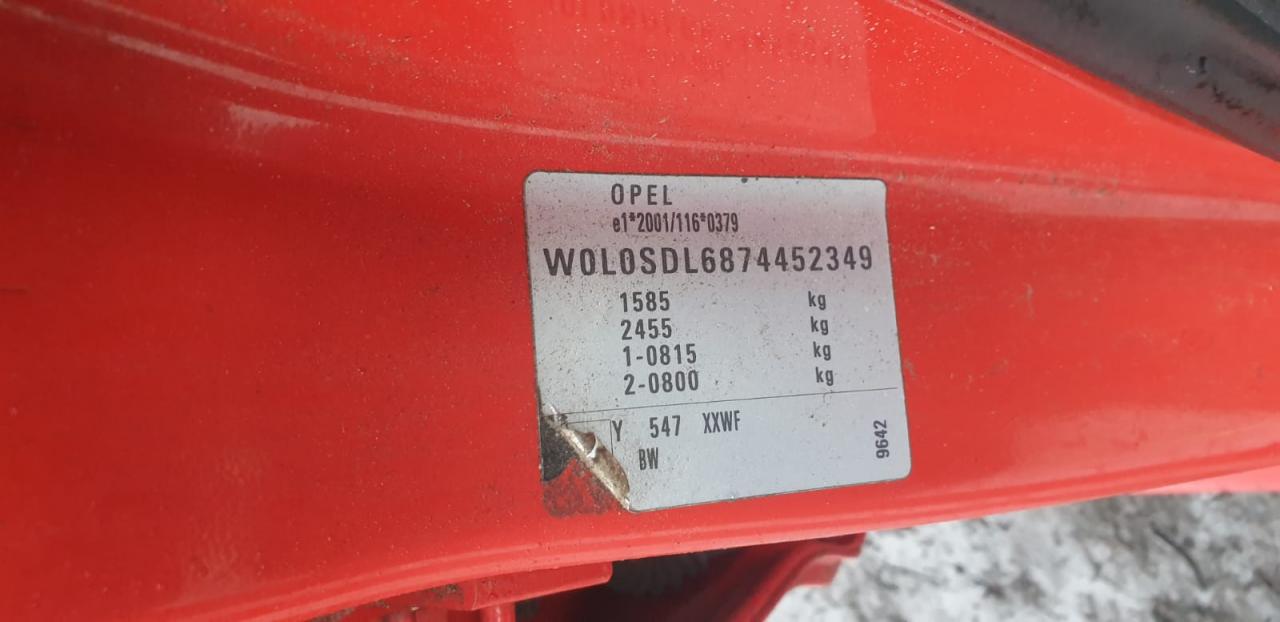 OPEL
e1*2001/116*0379
W0L0SDL6874452349
1585 kg
2455 kg
1-0815 kg
2-0800 kg
Y 547 XXWF
BW
9642